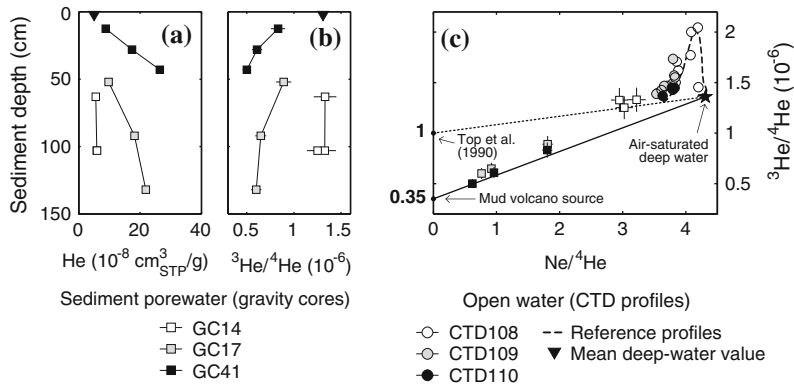 (a)
(b)
(c)
Sediment depth (cm)
0
50
100
150
0 20 40
He (10⁻⁸ cm³STP/g)
0.5 1 1.5
³He/⁴He (10⁻⁶)
1
0.35
Top et al.
(1990)
Mud volcano source
Air-saturated
deep water
0 1 2 3 4
Ne/⁴He
2
1.5
1
0.5
³He/⁴He (10⁻⁶)
Sediment porewater (gravity cores)
GC14
GC17
GC41
Open water (CTD profiles)
CTD108
CTD109
CTD110
Reference profiles
Mean deep-water value